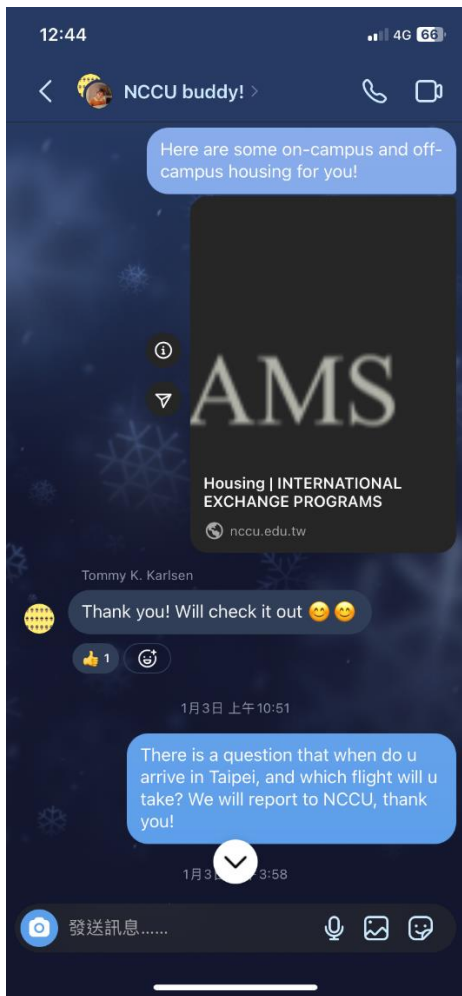 12:44
4G 66
NCCU buddy!
Here are some on-campus and off-
campus housing for you!
AMS
Housing | INTERNATIONAL
EXCHANGE PROGRAMS
nccu.edu.tw
Tommy K. Karlsen
Thank you! Will check it out 😊😊
👍 1
1月3日 上午10:51
There is a question that when do u
arrive in Taipei, and which flight will u
take? We will report to NCCU, thank
you!
3:58
發送訊息......